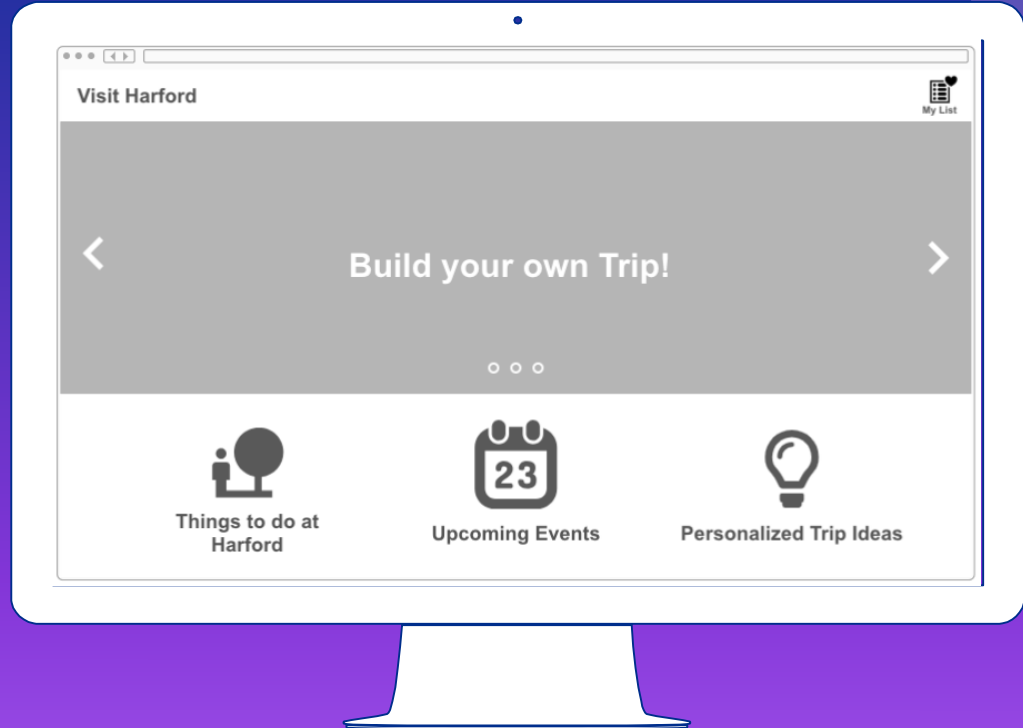 Visit Harford
My List
Build your own Trip!
23
Things to do at
Harford
Upcoming Events
Personalized Trip Ideas